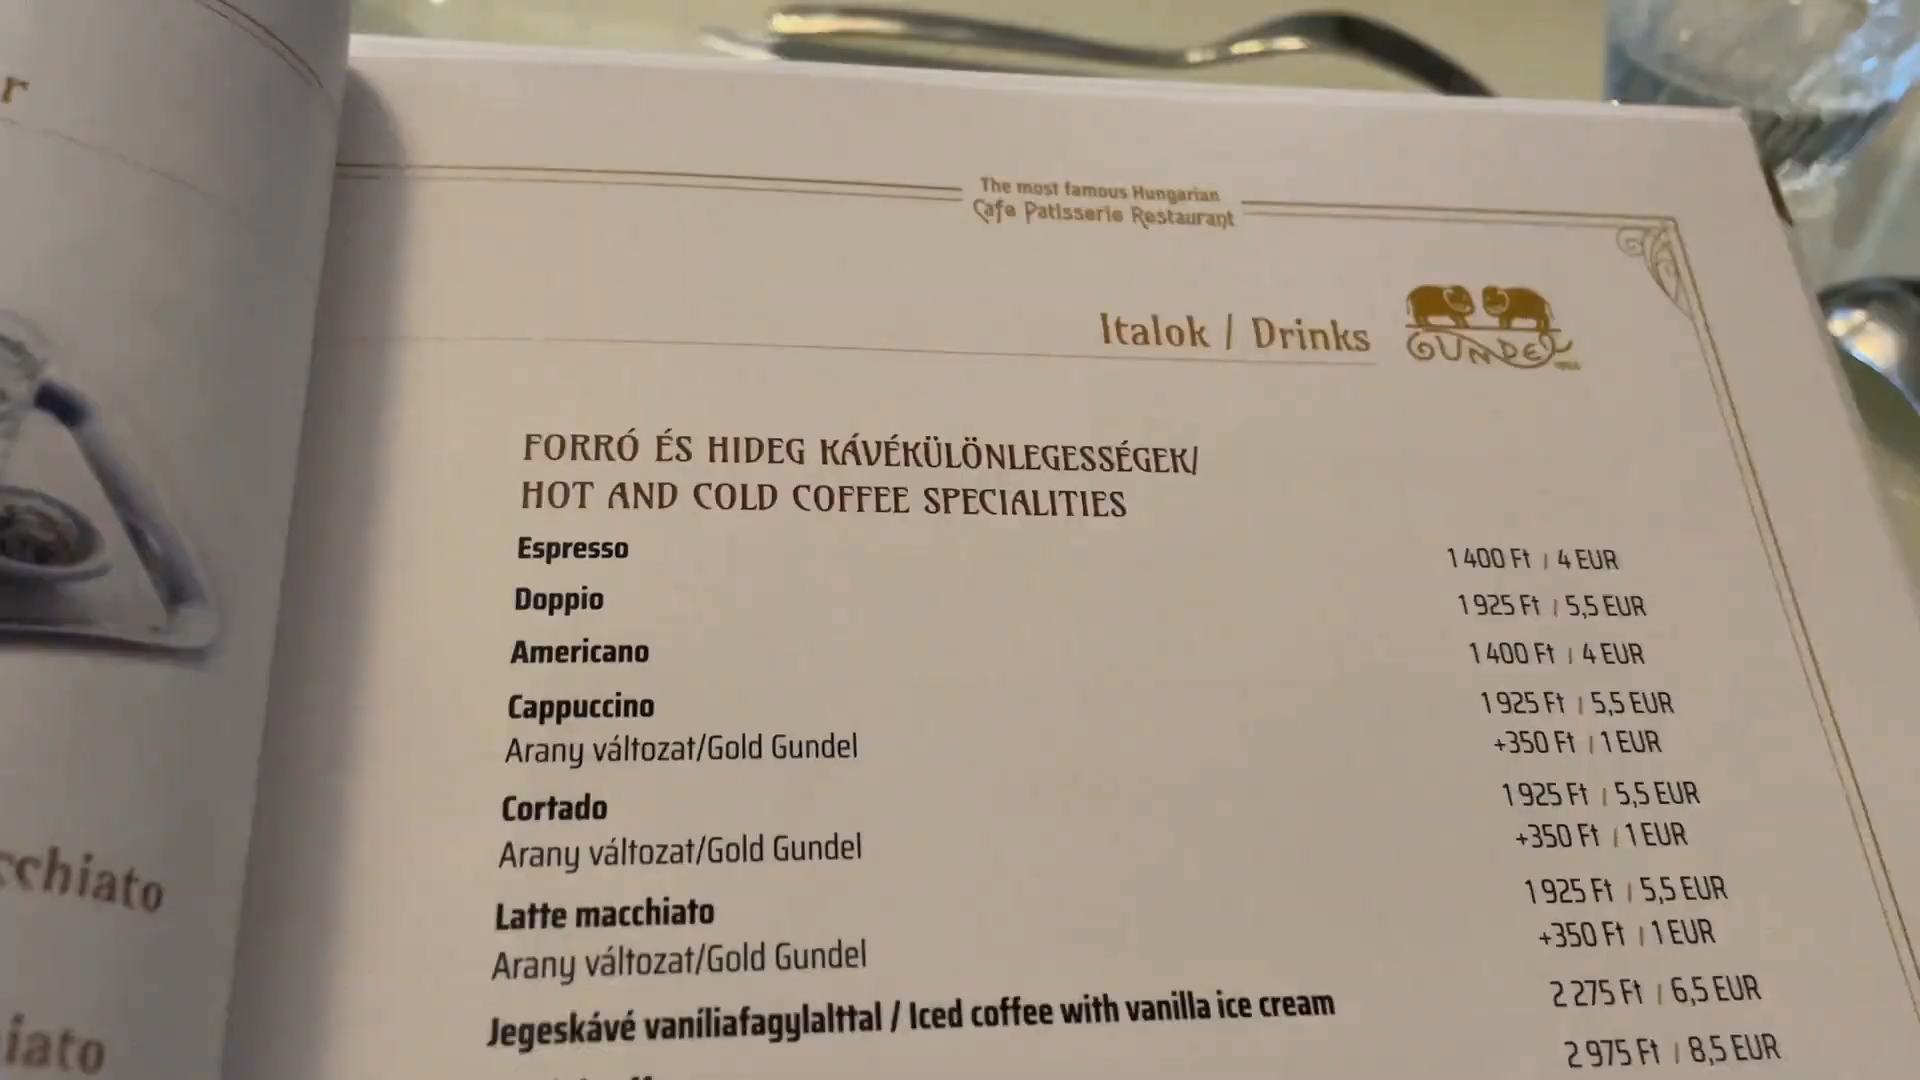 r
cchiato
iato
The most famous Hungarian
Cafe Patisserie Restaurant
Italok / Drinks
GUNDEL
FORRÓ ÉS HIDEG KÁVÉKÜLÖNLEGESSÉGEK/
HOT AND COLD COFFEE SPECIALITIES
Espresso 1 400 Ft / 4 EUR
Doppio 1 925 Ft / 5,5 EUR
Americano 1 400 Ft / 4 EUR
Cappuccino 1 925 Ft / 5,5 EUR
Arany változat/Gold Gundel +350 Ft / 1 EUR
Cortado 1 925 Ft / 5,5 EUR
Arany változat/Gold Gundel +350 Ft / 1 EUR
Latte macchiato 1 925 Ft / 5,5 EUR
Arany változat/Gold Gundel +350 Ft / 1 EUR
Jegeskávé vaníliafagylalttal / Iced coffee with vanilla ice cream 2 275 Ft / 6,5 EUR
2 975 Ft / 8,5 EUR